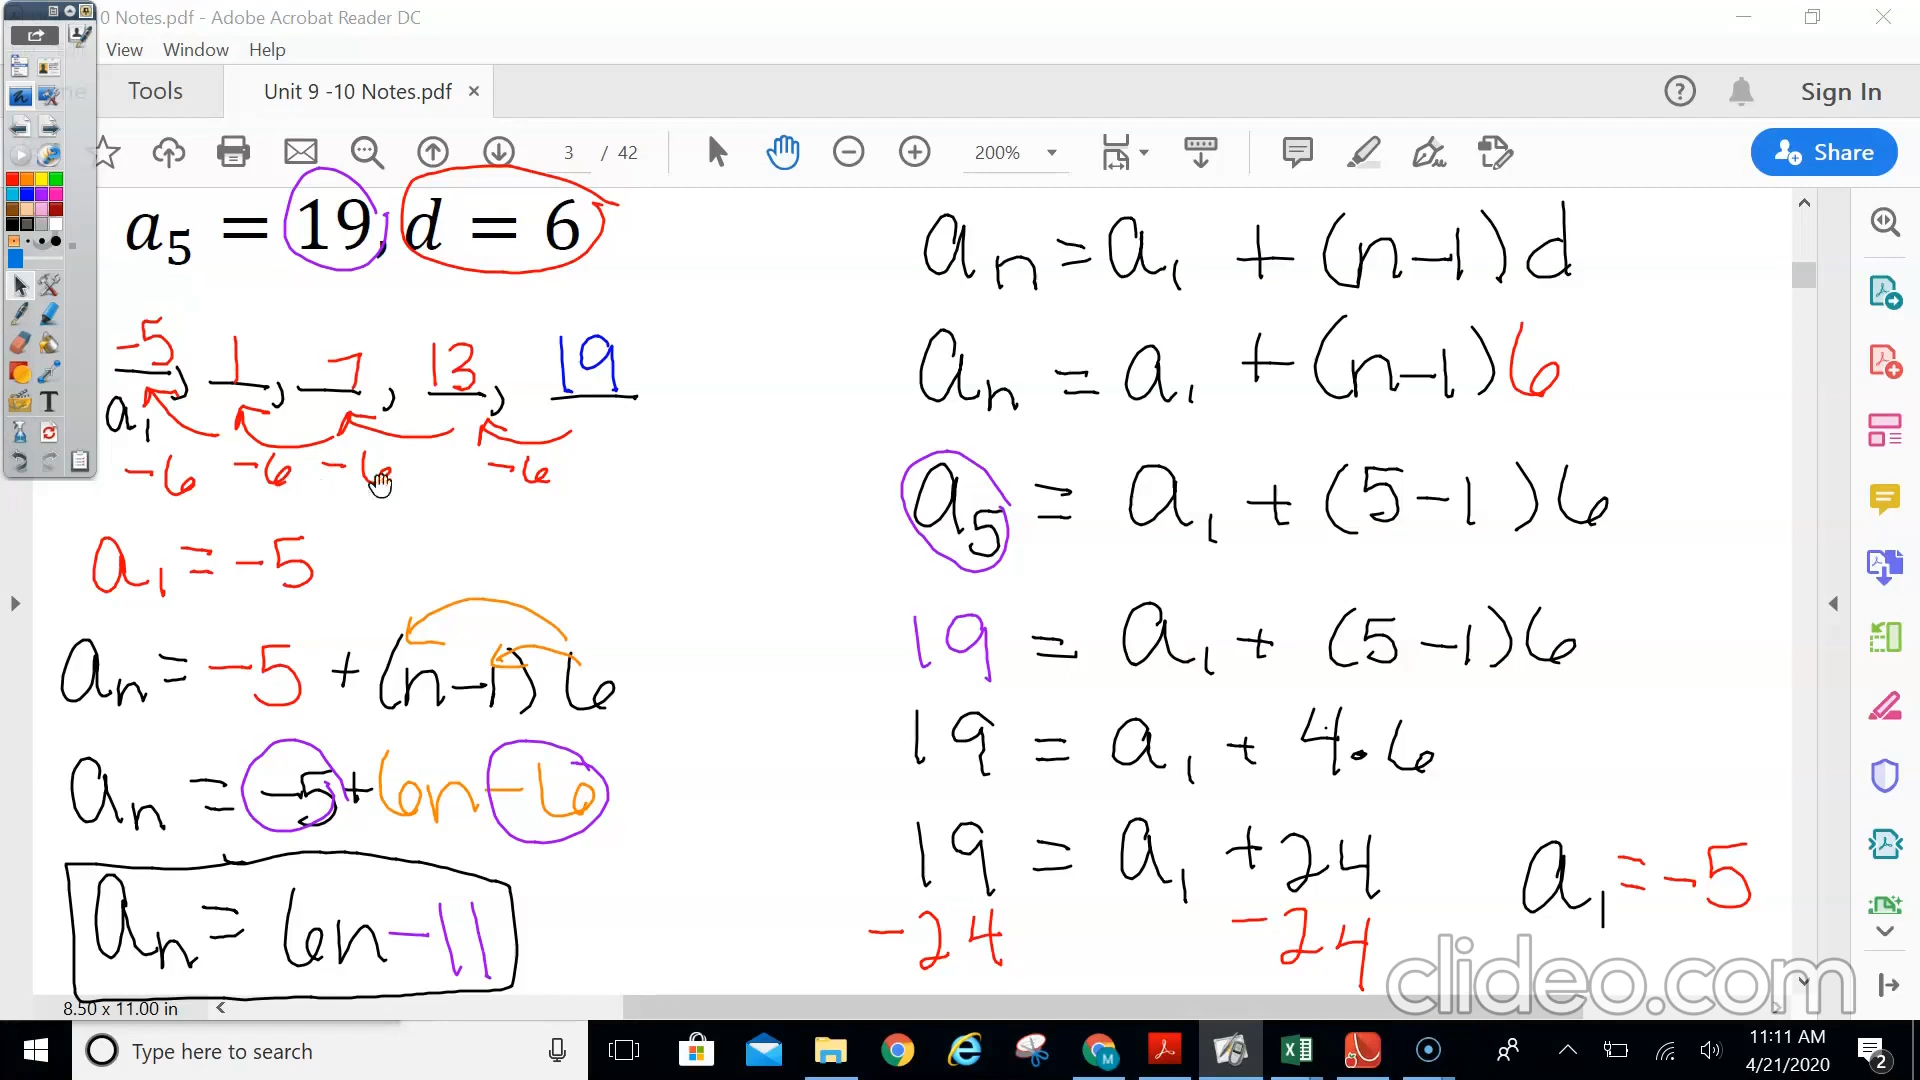 0 Notes.pdf - Adobe Acrobat Reader DC
View Window Help
Tools Unit 9 -10 Notes.pdf × Sign In
3 / 42 200% Share
a₅ = 19, d = 6
-5, 1, 7, 13, 19
a₁
-6 -6 -6 -6
a₁ = -5
aₙ = -5 + (n-1)6
aₙ = -5 + 6n - 6
aₙ = 6n - 11
aₙ = a₁ + (n-1)d
aₙ = a₁ + (n-1)6
a₅ = a₁ + (5-1)6
19 = a₁ + (5-1)6
19 = a₁ + 4·6
19 = a₁ + 24
-24 -24
a₁ = -5
clideo.com
8.50 x 11.00 in
Type here to search
11:11 AM
4/21/2020
2